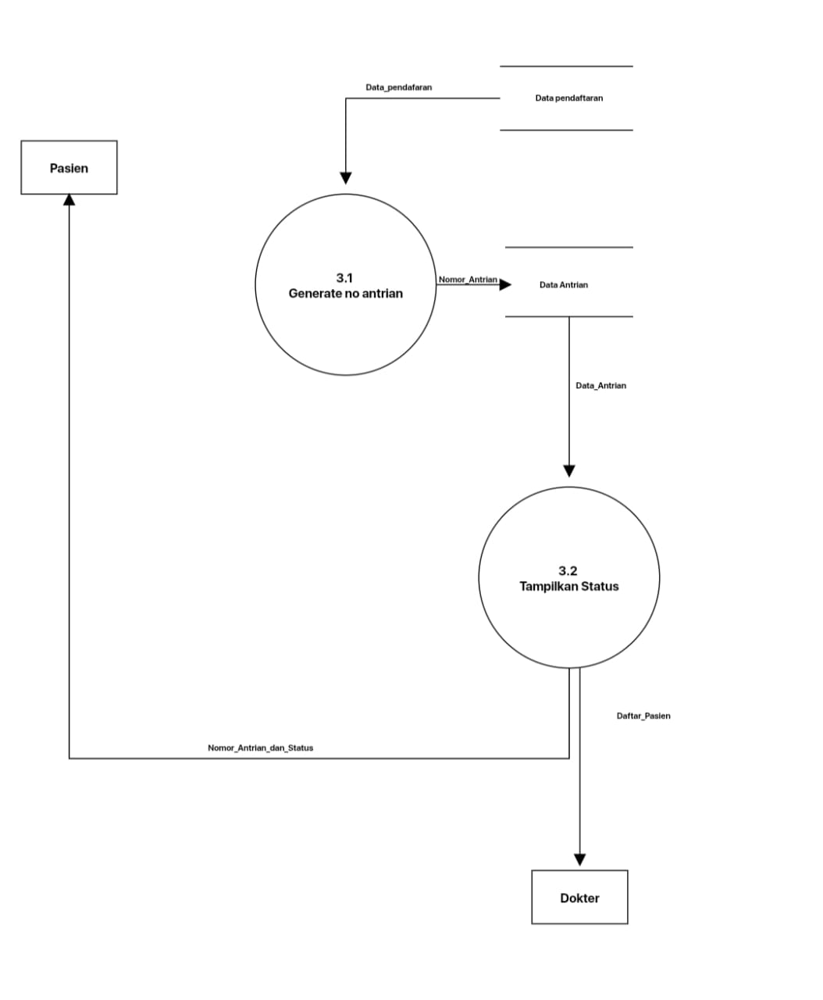 Data_pendafaran
Data pendaftaran
Pasien
3.1
Generate no antrian
Nomor_Antrian
Data Antrian
Data_Antrian
3.2
Tampilkan Status
Daftar_Pasien
Nomor_Antrian_dan_Status
Dokter